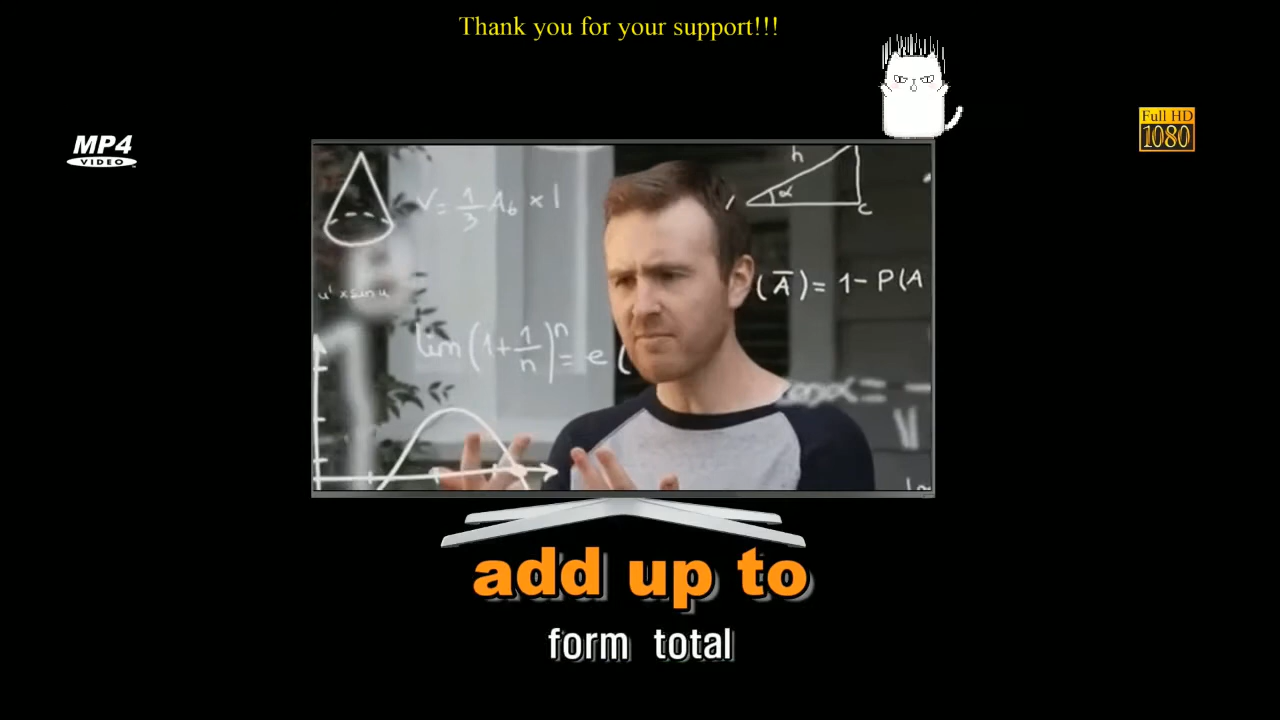 Thank you for your support!!!
MP4
VIDEO
Full HD
1080
V = 1/3 A_b × l
h
α
c
(Ā) = 1 - P(A
u' × sin u
lim (1 + 1/n)^n = e (
add up to
form total